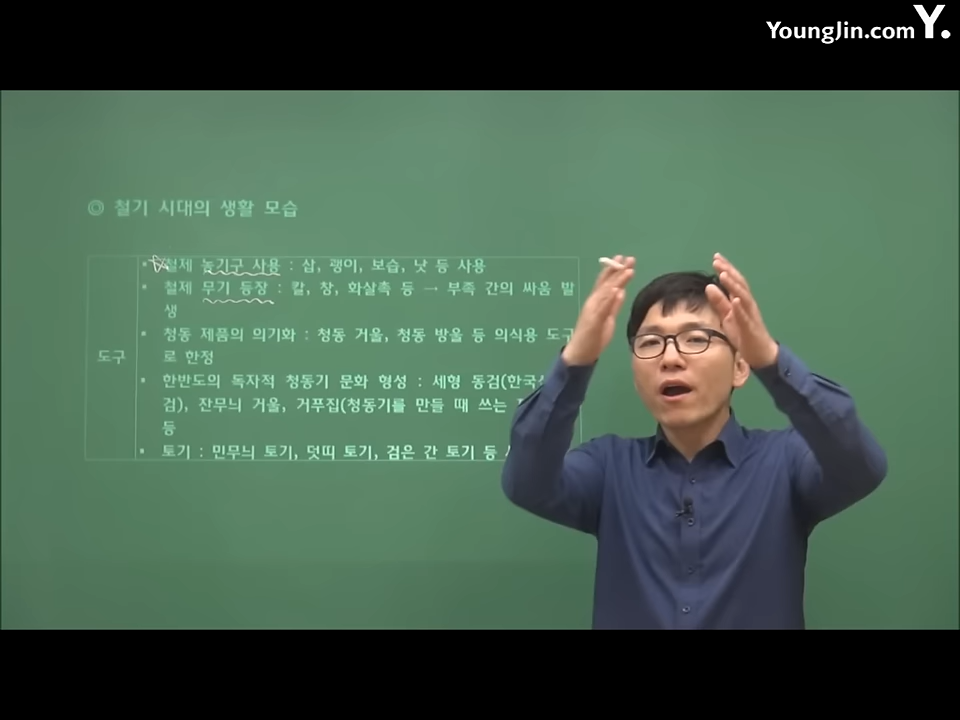 YoungJin.com Y.
◎ 철기 시대의 생활 모습
도구
▪ 철제 농기구 사용 : 삽, 괭이, 보습, 낫 등 사용
▪ 철제 무기 등장 : 칼, 창, 화살촉 등 → 부족 간의 싸움 발
생
▪ 청동 제품의 의기화 : 청동 거울, 청동 방울 등 의식용 도구
로 한정
▪ 한반도의 독자적 청동기 문화 형성 : 세형 동검(한국식
검), 잔무늬 거울, 거푸집(청동기를 만들 때 쓰는
등
▪ 토기 : 민무늬 토기, 덧띠 토기, 검은 간 토기 등